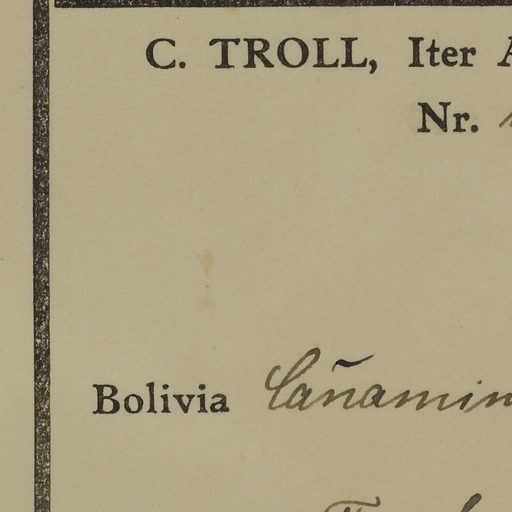 C. TROLL, Iter
Nr.
Bolivia Cañamin